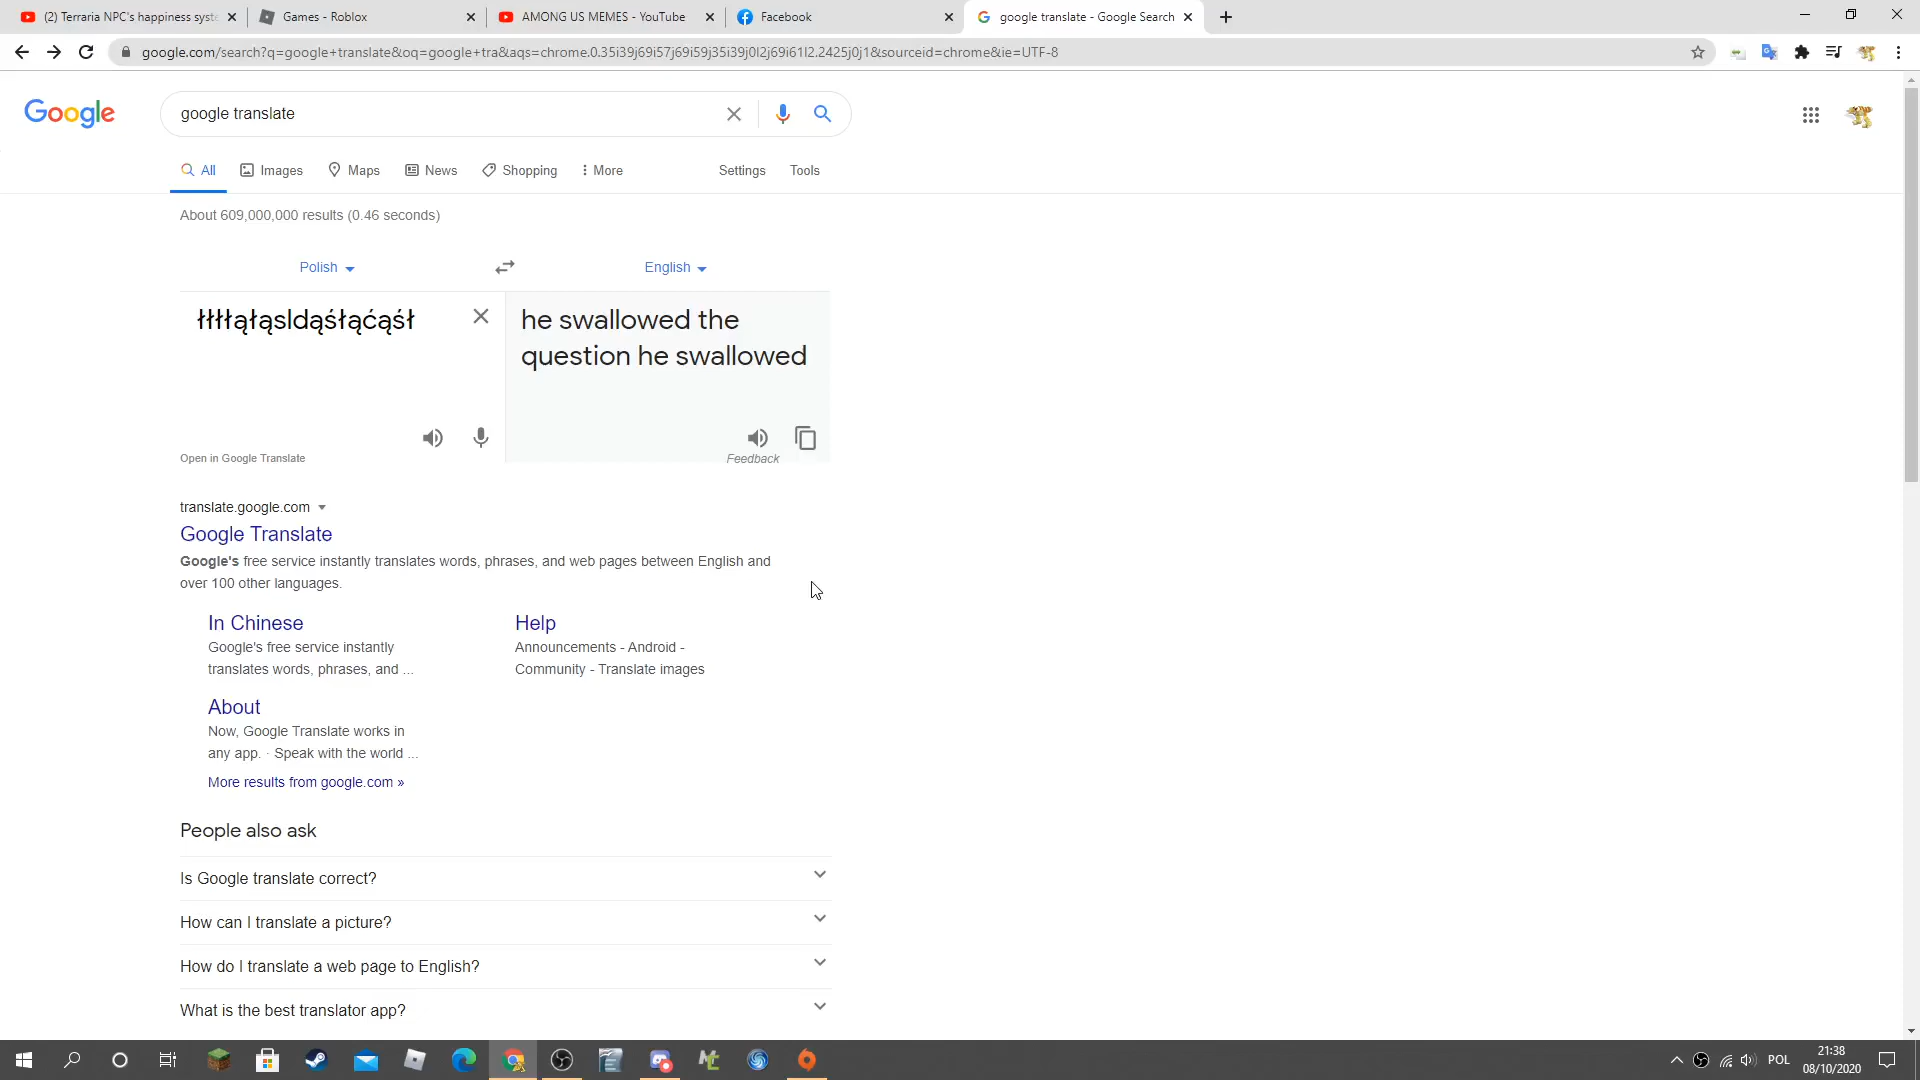 (2) Terraria NPC's happiness syste
Games - Roblox
AMONG US MEMES - YouTube
Facebook
google translate - Google Search
google.com/search?q=google+translate&oq=google+tra&aqs=chrome.0.35i39j69i57j69i59j35i39j0l2j69i61l2.2425j0j1&sourceid=chrome&ie=UTF-8
Google
google translate
All
Images
Maps
News
Shopping
More
Settings
Tools
About 609,000,000 results (0.46 seconds)
Polish
English
łłłłąłąsldąśłąćąśł
he swallowed the
question he swallowed
Open in Google Translate
Feedback
translate.google.com
Google Translate
Google's free service instantly translates words, phrases, and web pages between English and
over 100 other languages.
In Chinese
Google's free service instantly
translates words, phrases, and ...
Help
Announcements - Android -
Community - Translate images
About
Now, Google Translate works in
any app. · Speak with the world ...
More results from google.com »
People also ask
Is Google translate correct?
How can I translate a picture?
How do I translate a web page to English?
What is the best translator app?
POL
21:38
08/10/2020